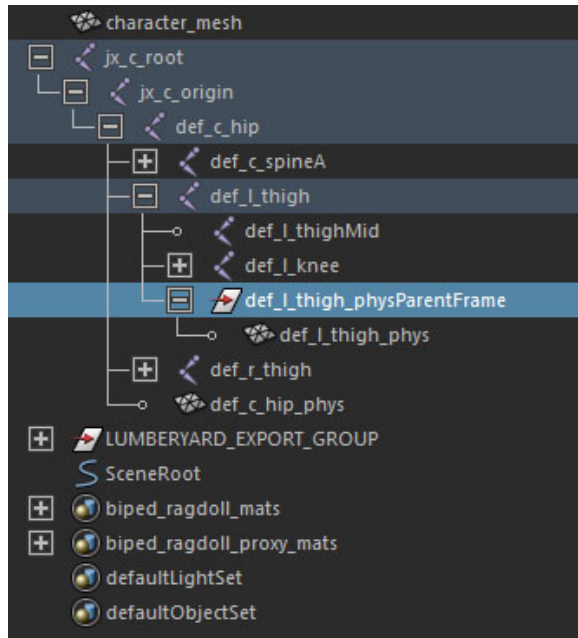 character_mesh
jx_c_root
jx_c_origin
def_c_hip
def_c_spineA
def_l_thigh
def_l_thighMid
def_l_knee
def_l_thigh_physParentFrame
def_l_thigh_phys
def_r_thigh
def_c_hip_phys
LUMBERYARD_EXPORT_GROUP
SceneRoot
biped_ragdoll_mats
biped_ragdoll_proxy_mats
defaultLightSet
defaultObjectSet